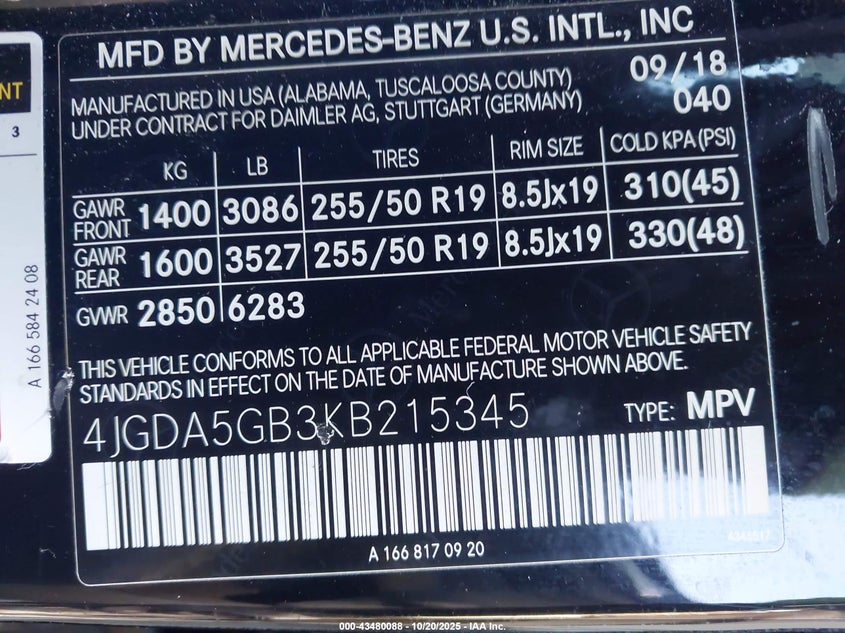 NT
3
A 166 584 24 08
MFD BY MERCEDES-BENZ U.S. INTL., INC
09/18
MANUFACTURED IN USA (ALABAMA, TUSCALOOSA COUNTY)
UNDER CONTRACT FOR DAIMLER AG, STUTTGART (GERMANY)
040
KG LB TIRES RIM SIZE COLD KPA (PSI)
GAWR FRONT 1400 3086 255/50 R19 8.5Jx19 310(45)
GAWR REAR 1600 3527 255/50 R19 8.5Jx19 330(48)
GVWR 2850 6283
THIS VEHICLE CONFORMS TO ALL APPLICABLE FEDERAL MOTOR VEHICLE SAFETY
STANDARDS IN EFFECT ON THE DATE OF MANUFACTURE SHOWN ABOVE.
4JGDA5GB3KB215345
TYPE: MPV
A 166 817 09 20
000-43480088 - 10/20/2025 - IAA Inc.